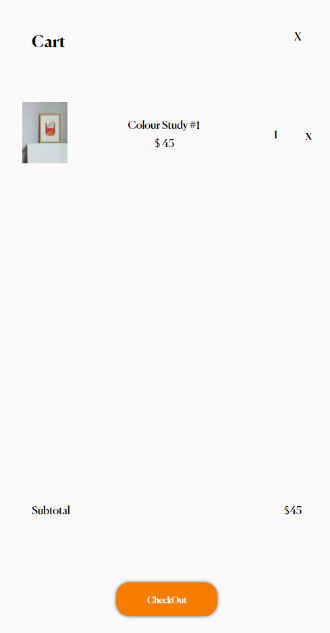 Cart
X
Colour Study #1
$ 45
1
X
Subtotal
$45
CheckOut